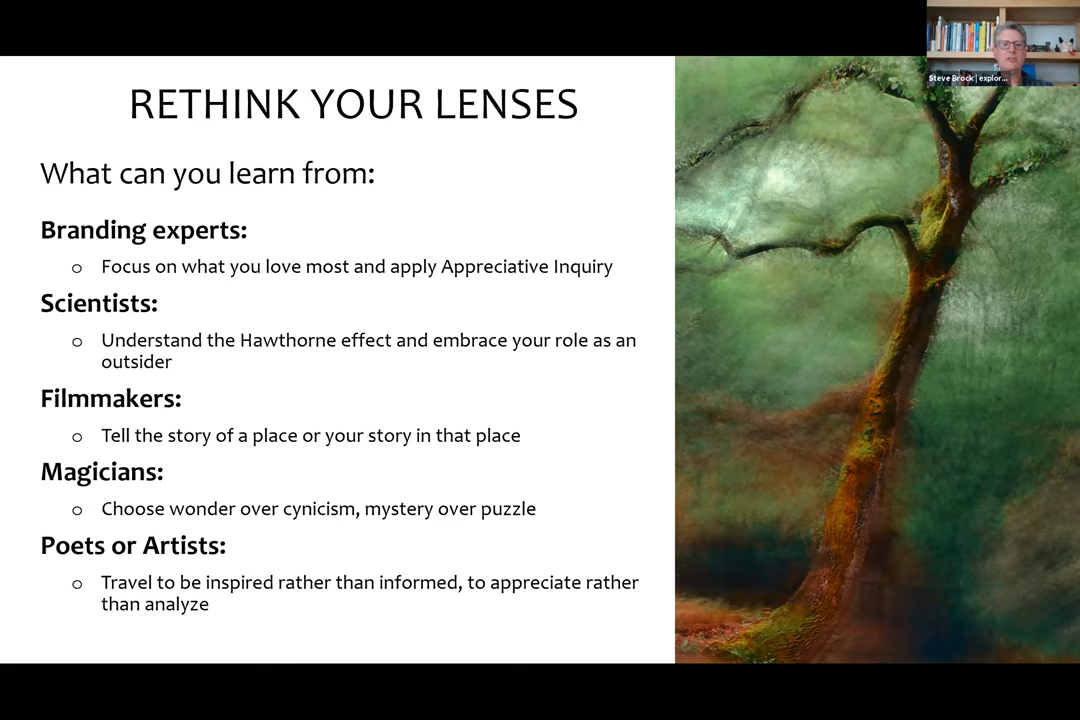 Steve Brock | explor...
RETHINK YOUR LENSES
What can you learn from:
Branding experts:
o Focus on what you love most and apply Appreciative Inquiry
Scientists:
o Understand the Hawthorne effect and embrace your role as an
outsider
Filmmakers:
o Tell the story of a place or your story in that place
Magicians:
o Choose wonder over cynicism, mystery over puzzle
Poets or Artists:
o Travel to be inspired rather than informed, to appreciate rather
than analyze